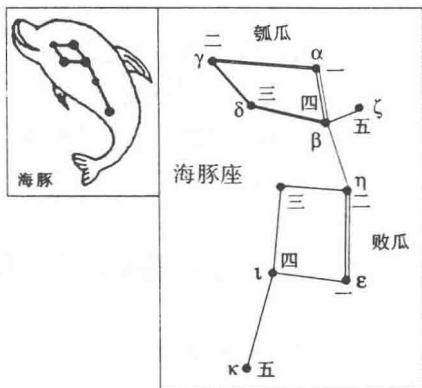 海豚
瓠瓜
二
γ
α
一
三
δ
四
β
五
ζ
海豚座
三
η
二
败瓜
四
ι
一
ε
κ
五